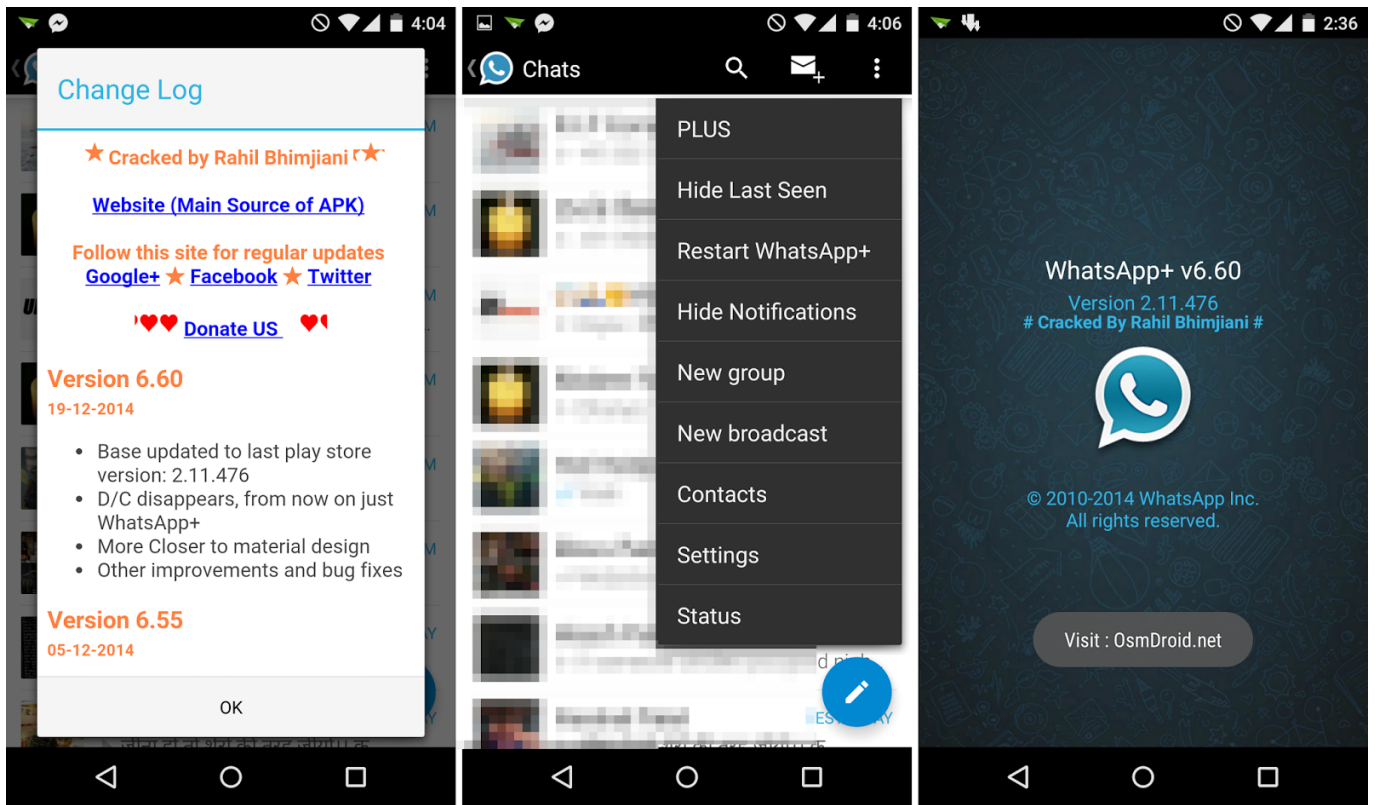 4:04
Change Log
Cracked by Rahil Bhimjiani
Website (Main Source of APK)
Follow this site for regular updates
Google+ ★ Facebook ★ Twitter
Donate US
Version 6.60
19-12-2014
• Base updated to last play store
version: 2.11.476
• D/C disappears, from now on just
WhatsApp+
• More Closer to material design
• Other improvements and bug fixes
Version 6.55
05-12-2014
OK
4:06
Chats
PLUS
Hide Last Seen
Restart WhatsApp+
Hide Notifications
New group
New broadcast
Contacts
Settings
Status
2:36
WhatsApp+ v6.60
Version 2.11.476
# Cracked By Rahil Bhimjiani #
© 2010-2014 WhatsApp Inc.
All rights reserved.
Visit : OsmDroid.net